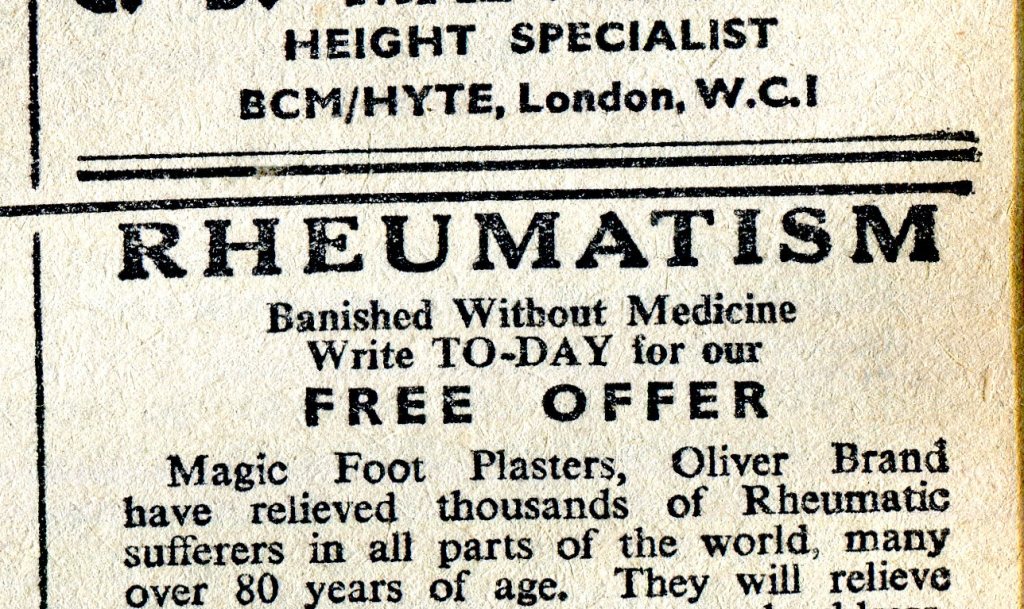 HEIGHT SPECIALIST
BCM/HYTE, London, W.C.1
RHEUMATISM
Banished Without Medicine
Write TO-DAY for our
FREE OFFER
Magic Foot Plasters, Oliver Brand
have relieved thousands of Rheumatic
sufferers in all parts of the world, many
over 80 years of age. They will relieve